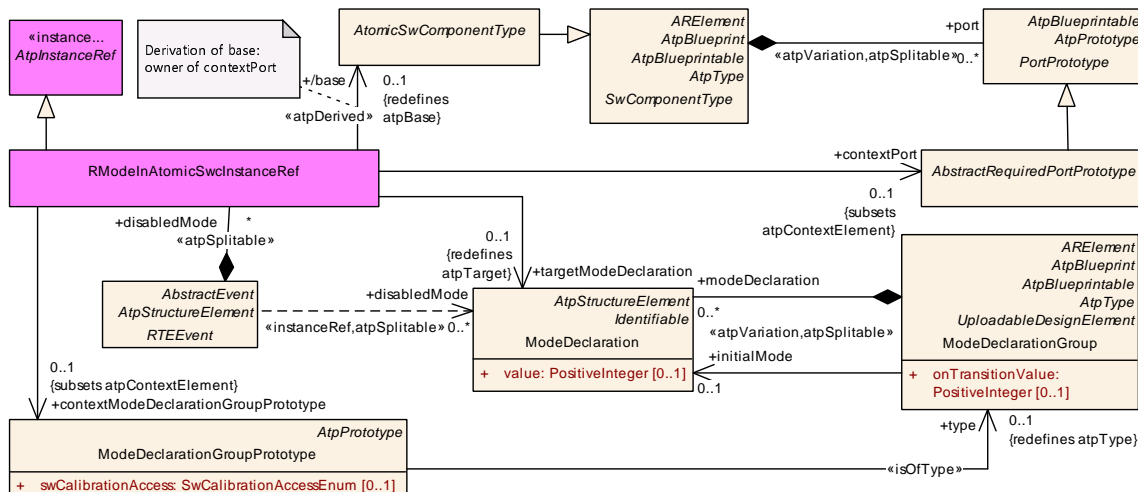 «instance...
AtpInstanceRef
Derivation of base:
owner of contextPort
AtomicSwComponentType
ARElement
AtpBlueprint
AtpBlueprintable
AtpType
SwComponentType
+port
«atpVariation,atpSplitable»
0..*
AtpBlueprintable
AtpPrototype
PortPrototype
+/base
«atpDerived»
0..1
{redefines
atpBase}
RModeInAtomicSwcInstanceRef
+contextPort
0..1
{subsets
atpContextElement}
AbstractRequiredPortPrototype
+disabledMode
*
«atpSplitable»
0..1
{redefines
atpTarget}
+targetModeDeclaration
AbstractEvent
AtpStructureElement
RTEEvent
+disabledMode
«instanceRef,atpSplitable»
0..*
AtpStructureElement
Identifiable
ModeDeclaration
+ value: PositiveInteger [0..1]
+modeDeclaration
0..*
«atpVariation,atpSplitable»
+initialMode
0..1
ARElement
AtpBlueprint
AtpBlueprintable
AtpType
UploadableDesignElement
ModeDeclarationGroup
+ onTransitionValue:
PositiveInteger [0..1]
0..1
{subsets atpContextElement}
+contextModeDeclarationGroupPrototype
AtpPrototype
ModeDeclarationGroupPrototype
+ swCalibrationAccess: SwCalibrationAccessEnum [0..1]
«isOfType»
+type
0..1
{redefines atpType}